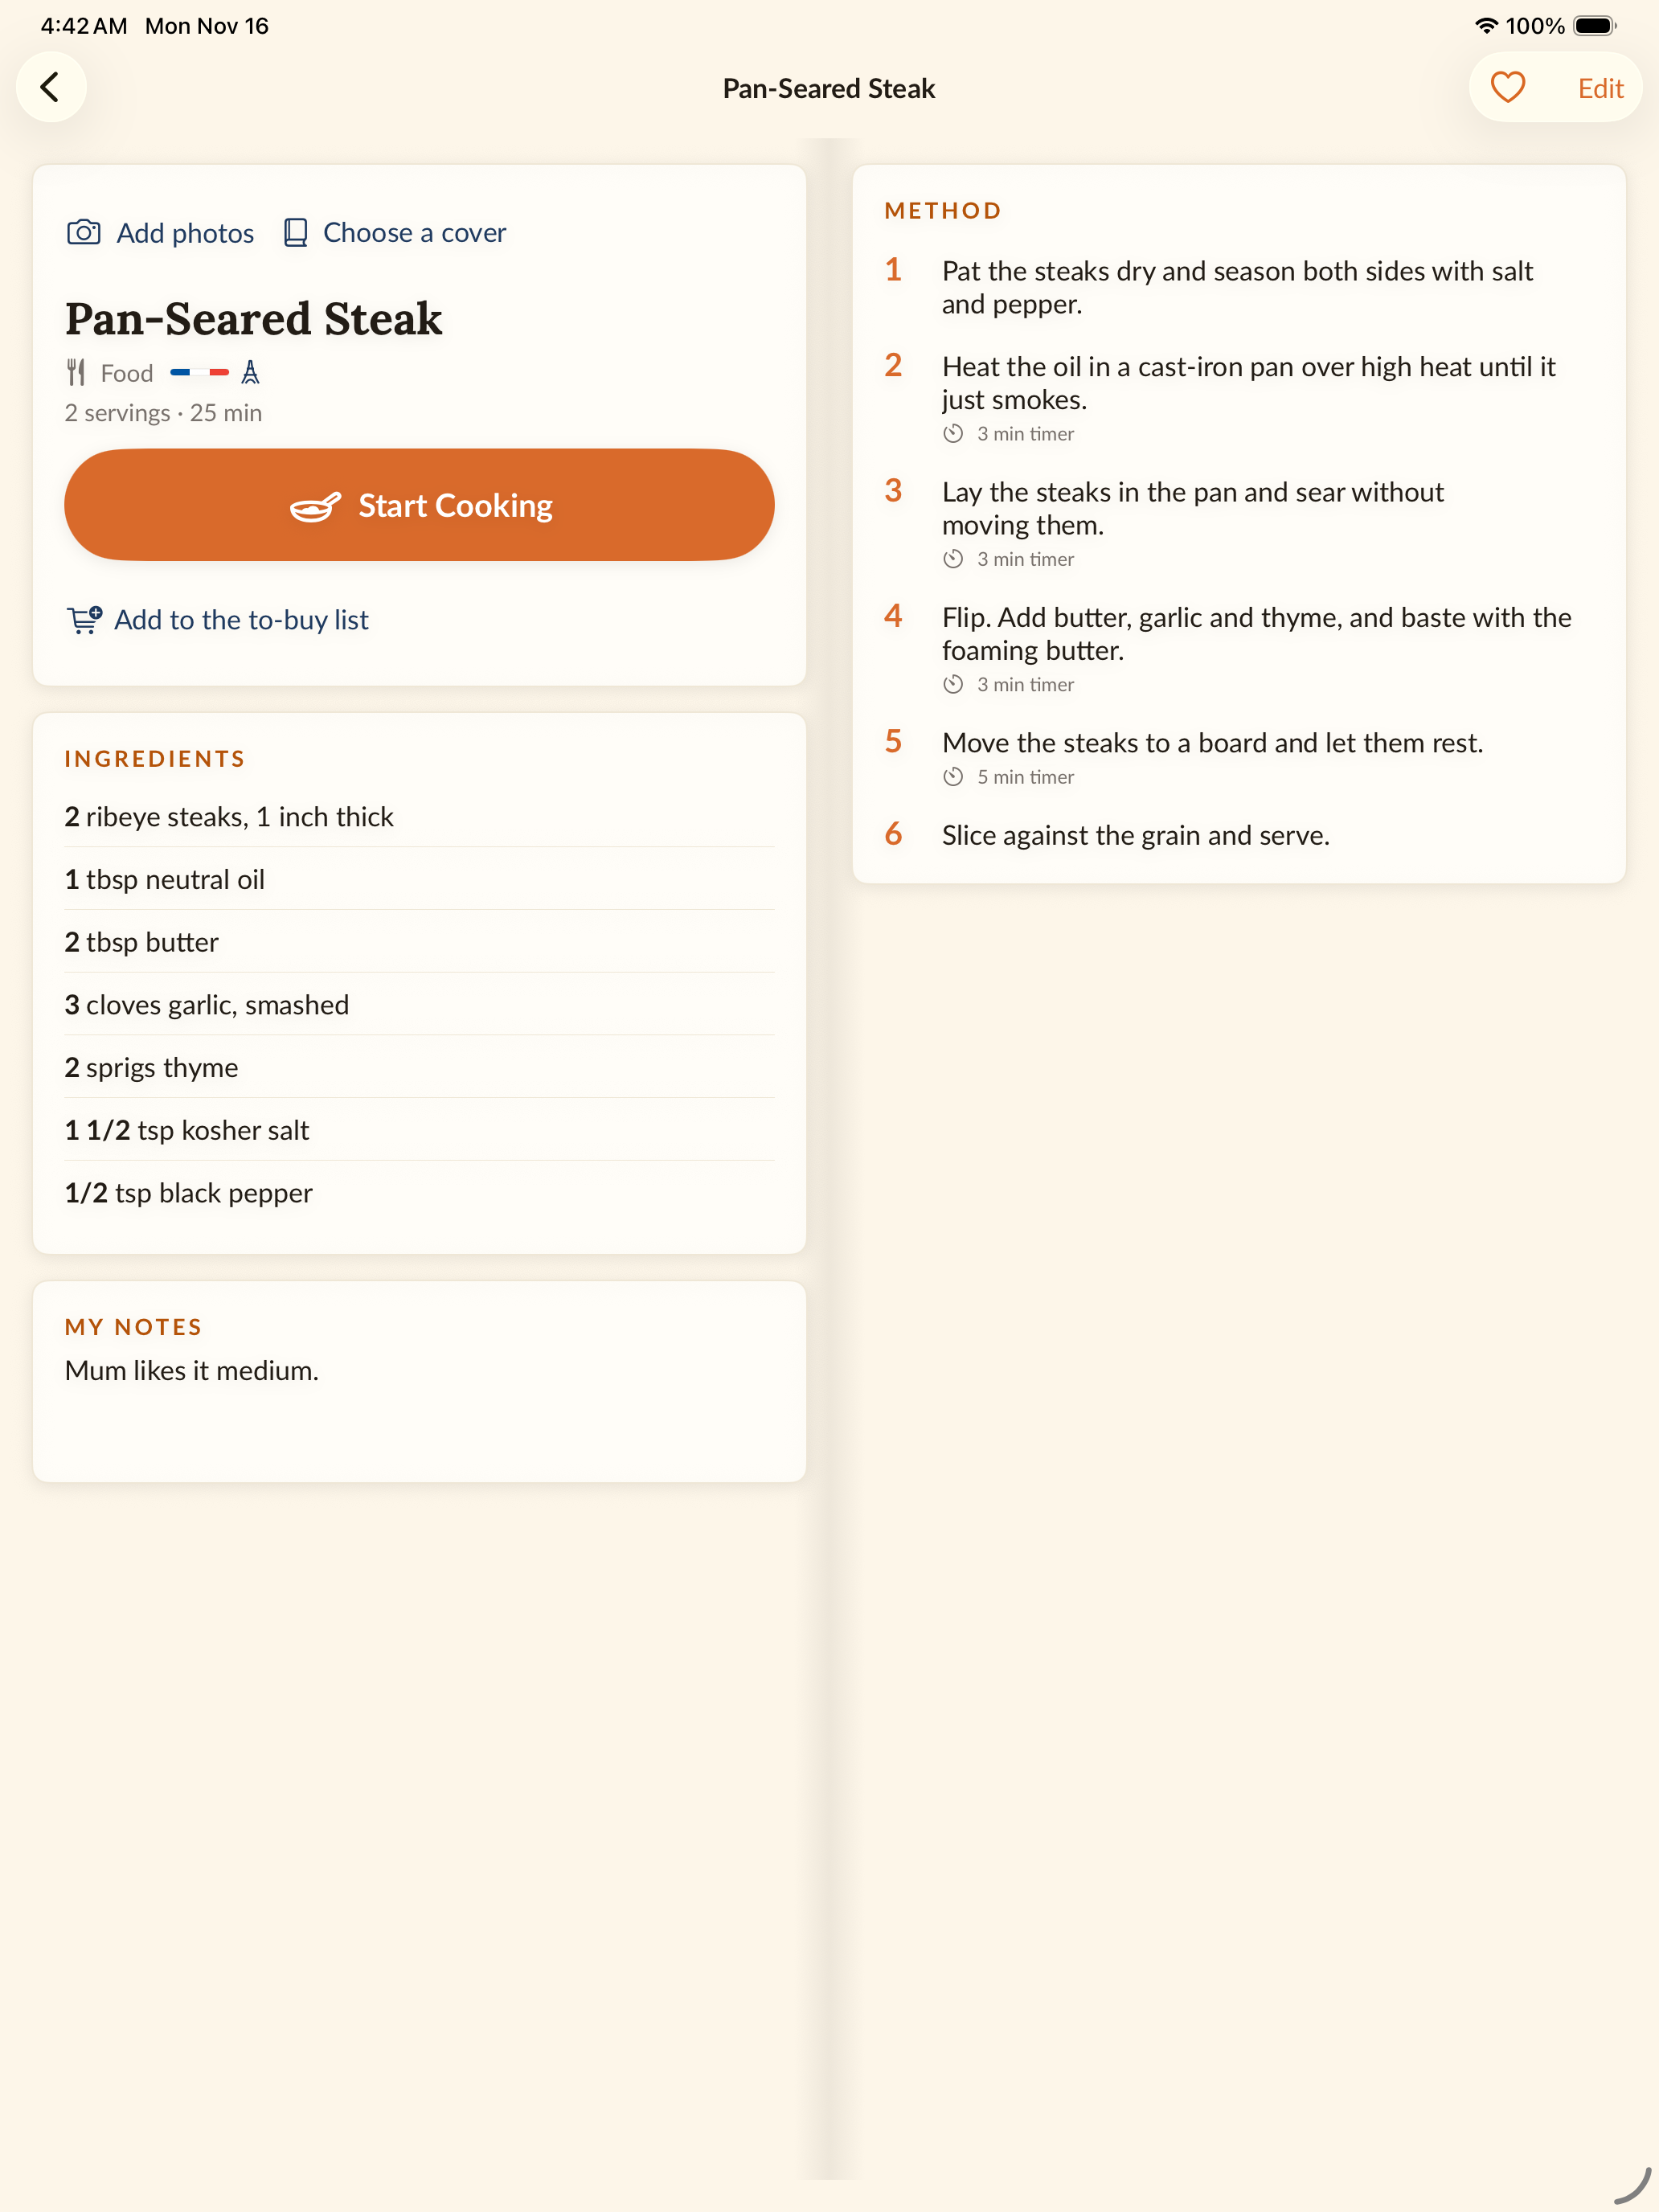 4:42 AM Mon Nov 16
100%
Pan-Seared Steak
Edit
Add photos
Choose a cover
Pan-Seared Steak
Food
2 servings · 25 min
Start Cooking
Add to the to-buy list
INGREDIENTS
2 ribeye steaks, 1 inch thick
1 tbsp neutral oil
2 tbsp butter
3 cloves garlic, smashed
2 sprigs thyme
1 1/2 tsp kosher salt
1/2 tsp black pepper
MY NOTES
Mum likes it medium.
METHOD
1 Pat the steaks dry and season both sides with salt
and pepper.
2 Heat the oil in a cast-iron pan over high heat until it
just smokes.
3 min timer
3 Lay the steaks in the pan and sear without
moving them.
3 min timer
4 Flip. Add butter, garlic and thyme, and baste with the
foaming butter.
3 min timer
5 Move the steaks to a board and let them rest.
5 min timer
6 Slice against the grain and serve.